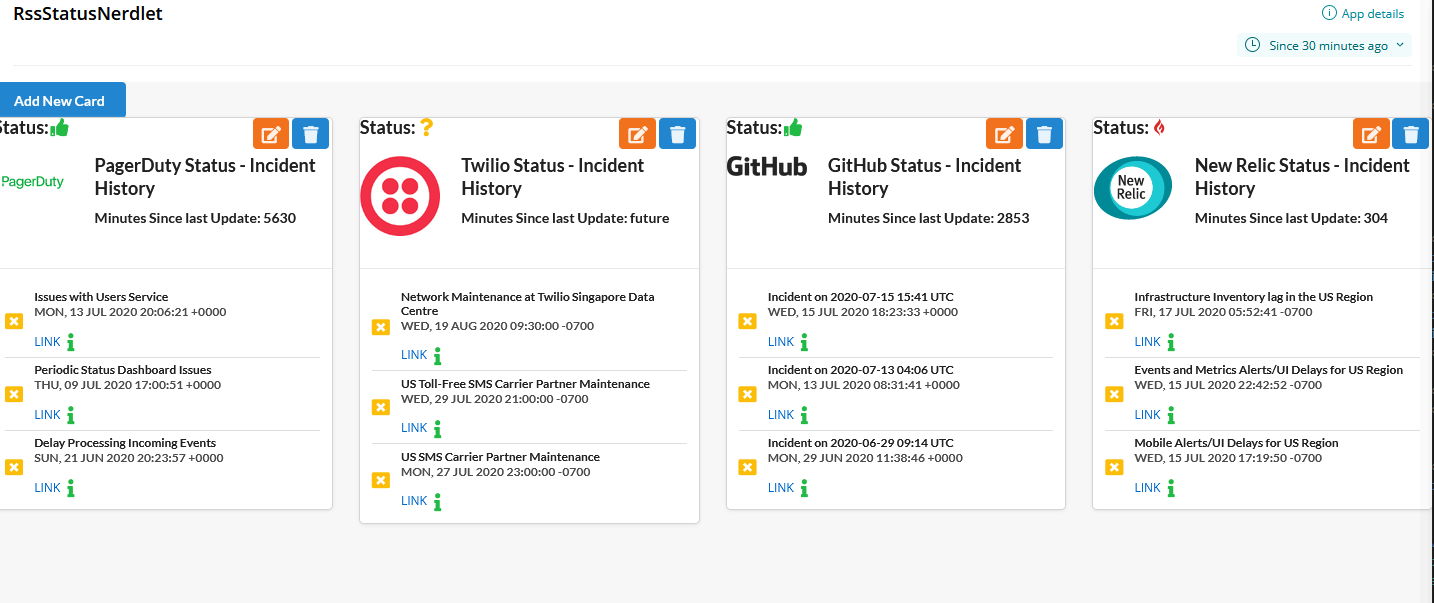 RssStatusNerdlet
App details
Since 30 minutes ago
Add New Card
Status:
PagerDuty
PagerDuty Status - Incident
History
Minutes Since last Update: 5630
Issues with Users Service
MON, 13 JUL 2020 20:06:21 +0000
LINK
Periodic Status Dashboard Issues
THU, 09 JUL 2020 17:00:51 +0000
LINK
Delay Processing Incoming Events
SUN, 21 JUN 2020 20:23:57 +0000
LINK
Status:
Twilio Status - Incident
History
Minutes Since last Update: future
Network Maintenance at Twilio Singapore Data
Centre
WED, 19 AUG 2020 09:30:00 -0700
LINK
US Toll-Free SMS Carrier Partner Maintenance
WED, 29 JUL 2020 21:00:00 -0700
LINK
US SMS Carrier Partner Maintenance
MON, 27 JUL 2020 23:00:00 -0700
LINK
Status:
GitHub
GitHub Status - Incident
History
Minutes Since last Update: 2853
Incident on 2020-07-15 15:41 UTC
WED, 15 JUL 2020 18:23:33 +0000
LINK
Incident on 2020-07-13 04:06 UTC
MON, 13 JUL 2020 08:31:41 +0000
LINK
Incident on 2020-06-29 09:14 UTC
MON, 29 JUN 2020 11:38:46 +0000
LINK
Status:
New
Relic
New Relic Status - Incident
History
Minutes Since last Update: 304
Infrastructure Inventory lag in the US Region
FRI, 17 JUL 2020 05:52:41 -0700
LINK
Events and Metrics Alerts/UI Delays for US Region
WED, 15 JUL 2020 22:42:52 -0700
LINK
Mobile Alerts/UI Delays for US Region
WED, 15 JUL 2020 17:19:50 -0700
LINK